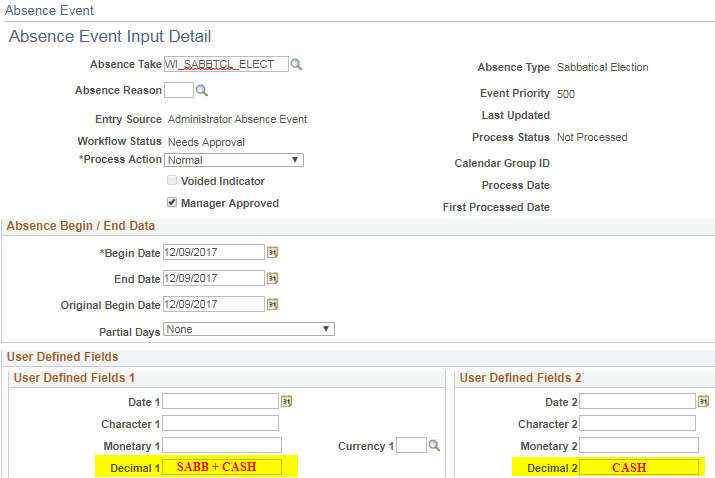 Absence Event
Absence Event Input Detail
Absence Take WI_SABBTCL_ELECT
Absence Type Sabbatical Election
Absence Reason
Event Priority 500
Entry Source Administrator Absence Event
Last Updated
Workflow Status Needs Approval
Process Status Not Processed
*Process Action Normal
Calendar Group ID
Voided Indicator
Process Date
Manager Approved
First Processed Date
Absence Begin / End Data
*Begin Date 12/09/2017 31
End Date 12/09/2017 31
Original Begin Date 12/09/2017 31
Partial Days None
User Defined Fields
User Defined Fields 1
User Defined Fields 2
Date 1 31
Date 2 31
Character 1
Character 2
Monetary 1
Currency 1
Monetary 2
Decimal 1 SABB + CASH
Decimal 2 CASH